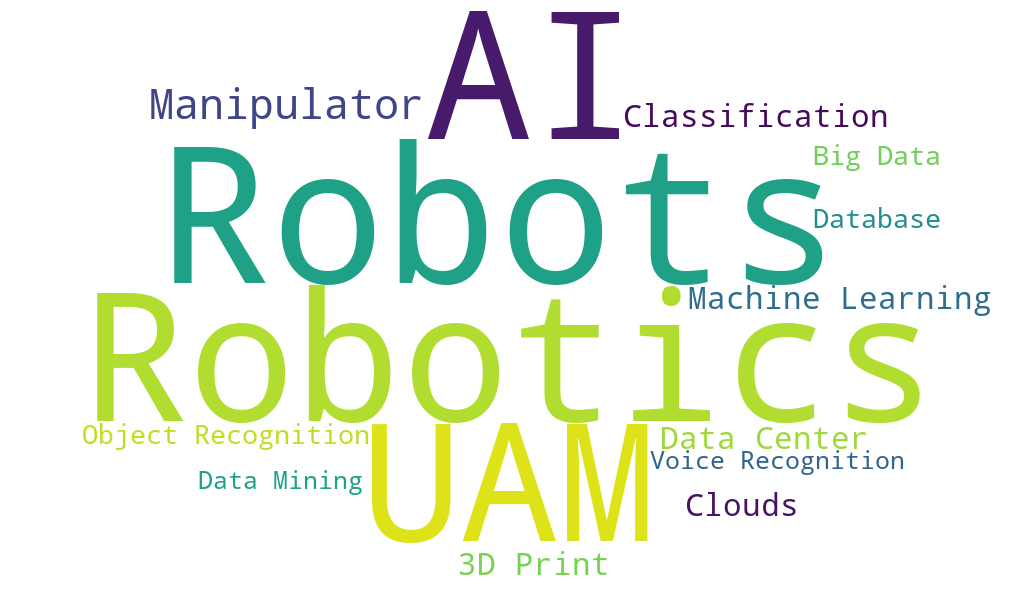 AI
Manipulator
Classification
Big Data
Robots
Database
Machine Learning
Robotics
Object Recognition
Data Center
Voice Recognition
Data Mining
UAM
Clouds
3D Print